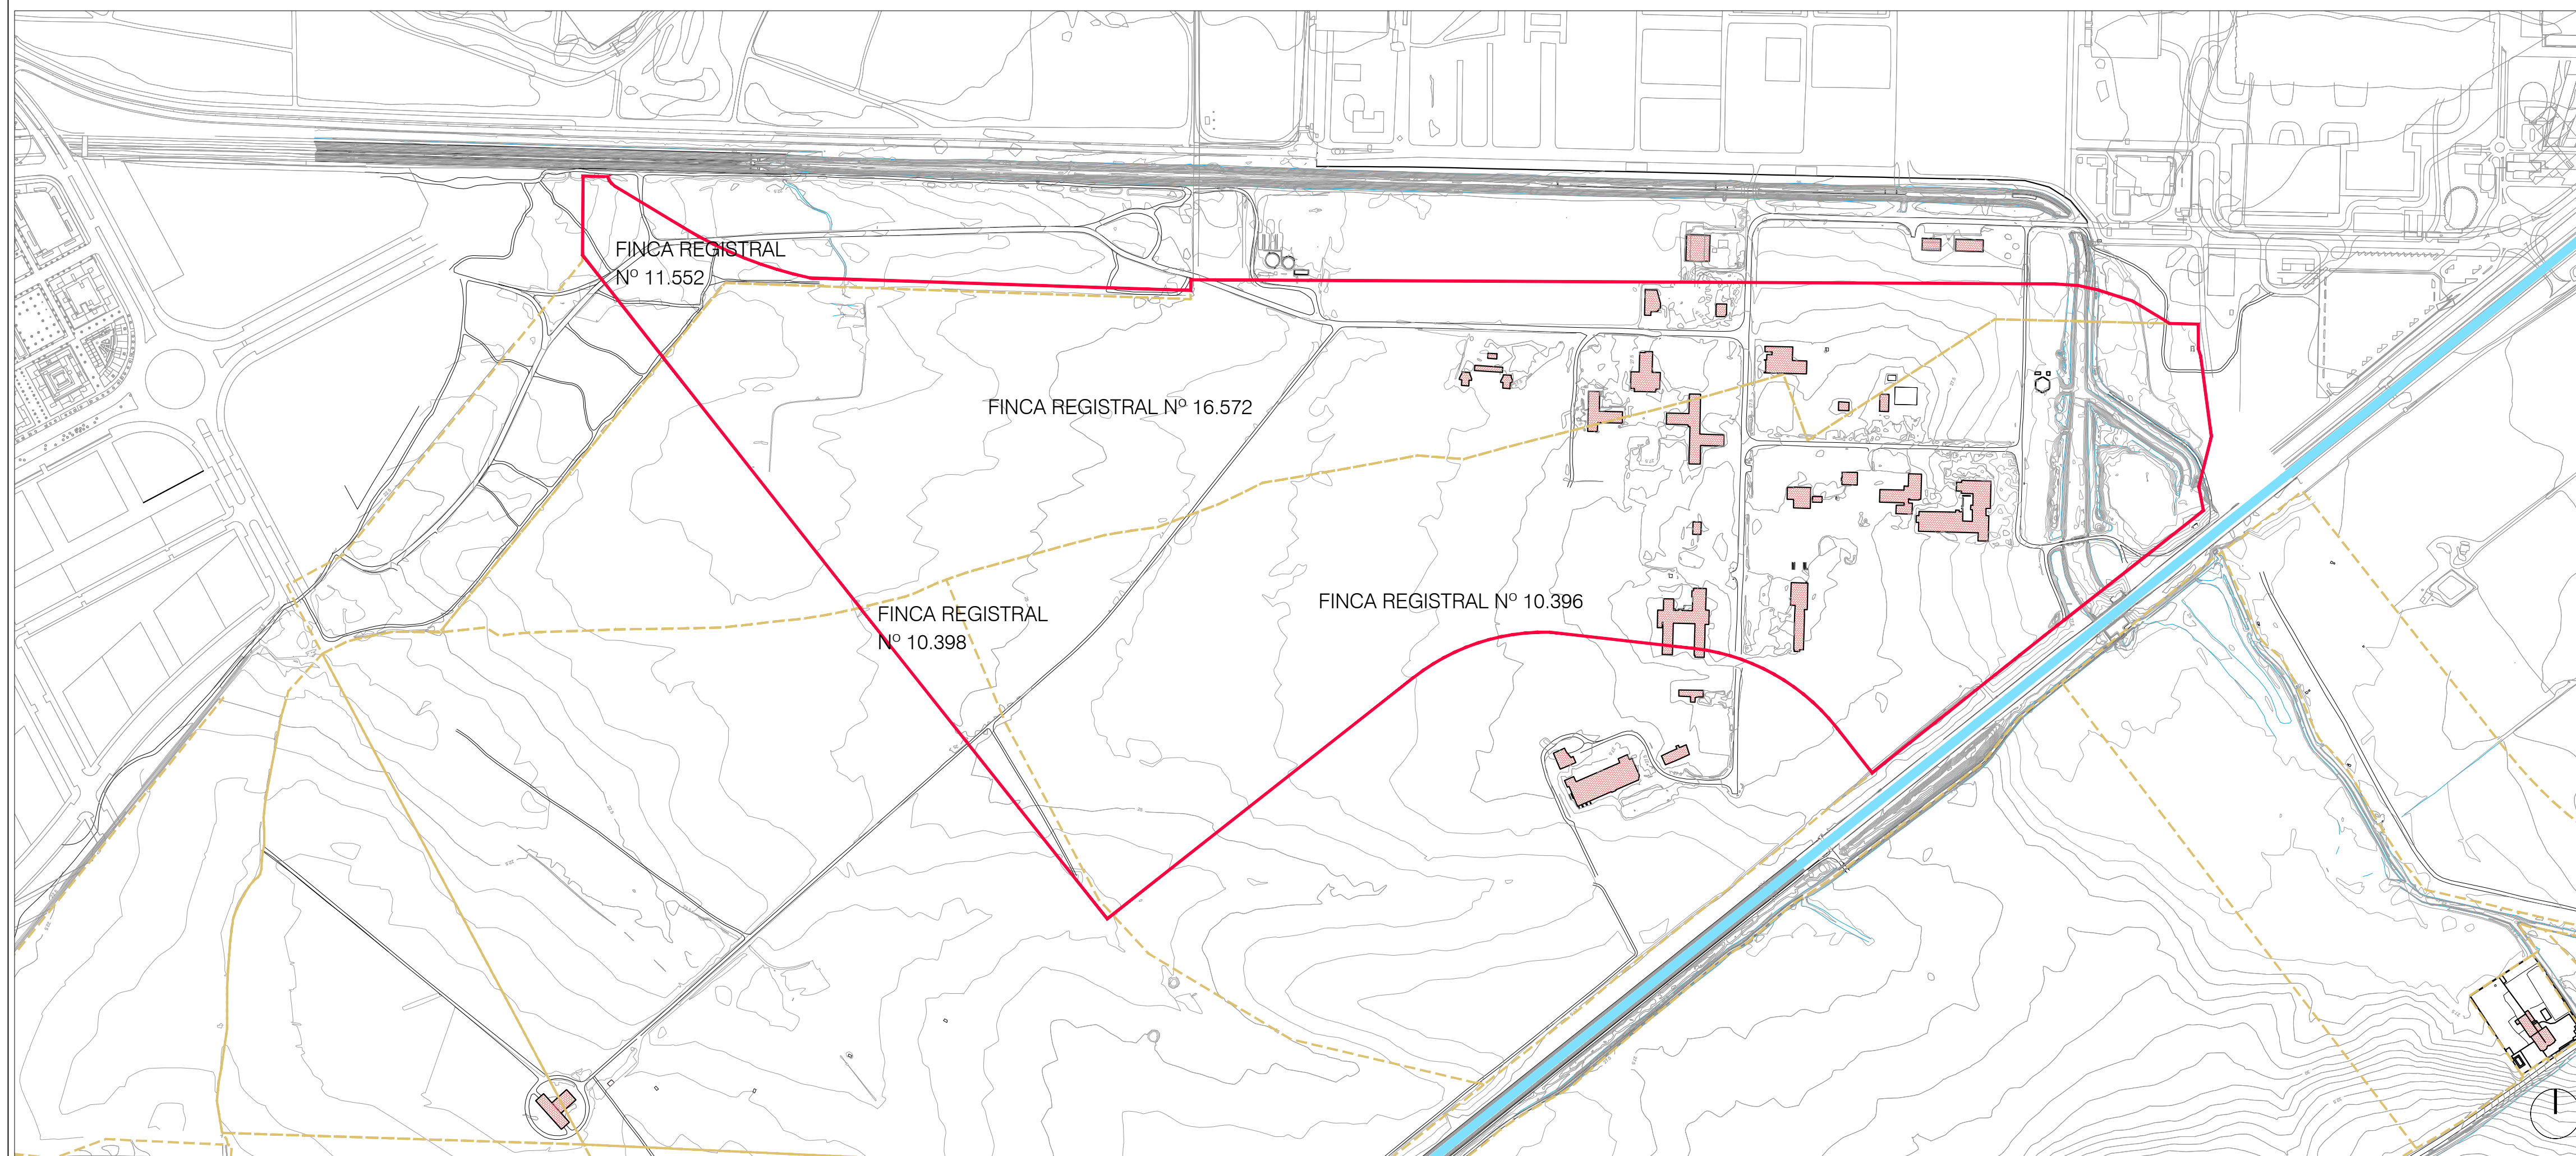 FINCA REGISTRAL
Nº 11.552
FINCA REGISTRAL Nº 16.572
FINCA REGISTRAL Nº 10.396
FINCA REGISTRAL
Nº 10.398